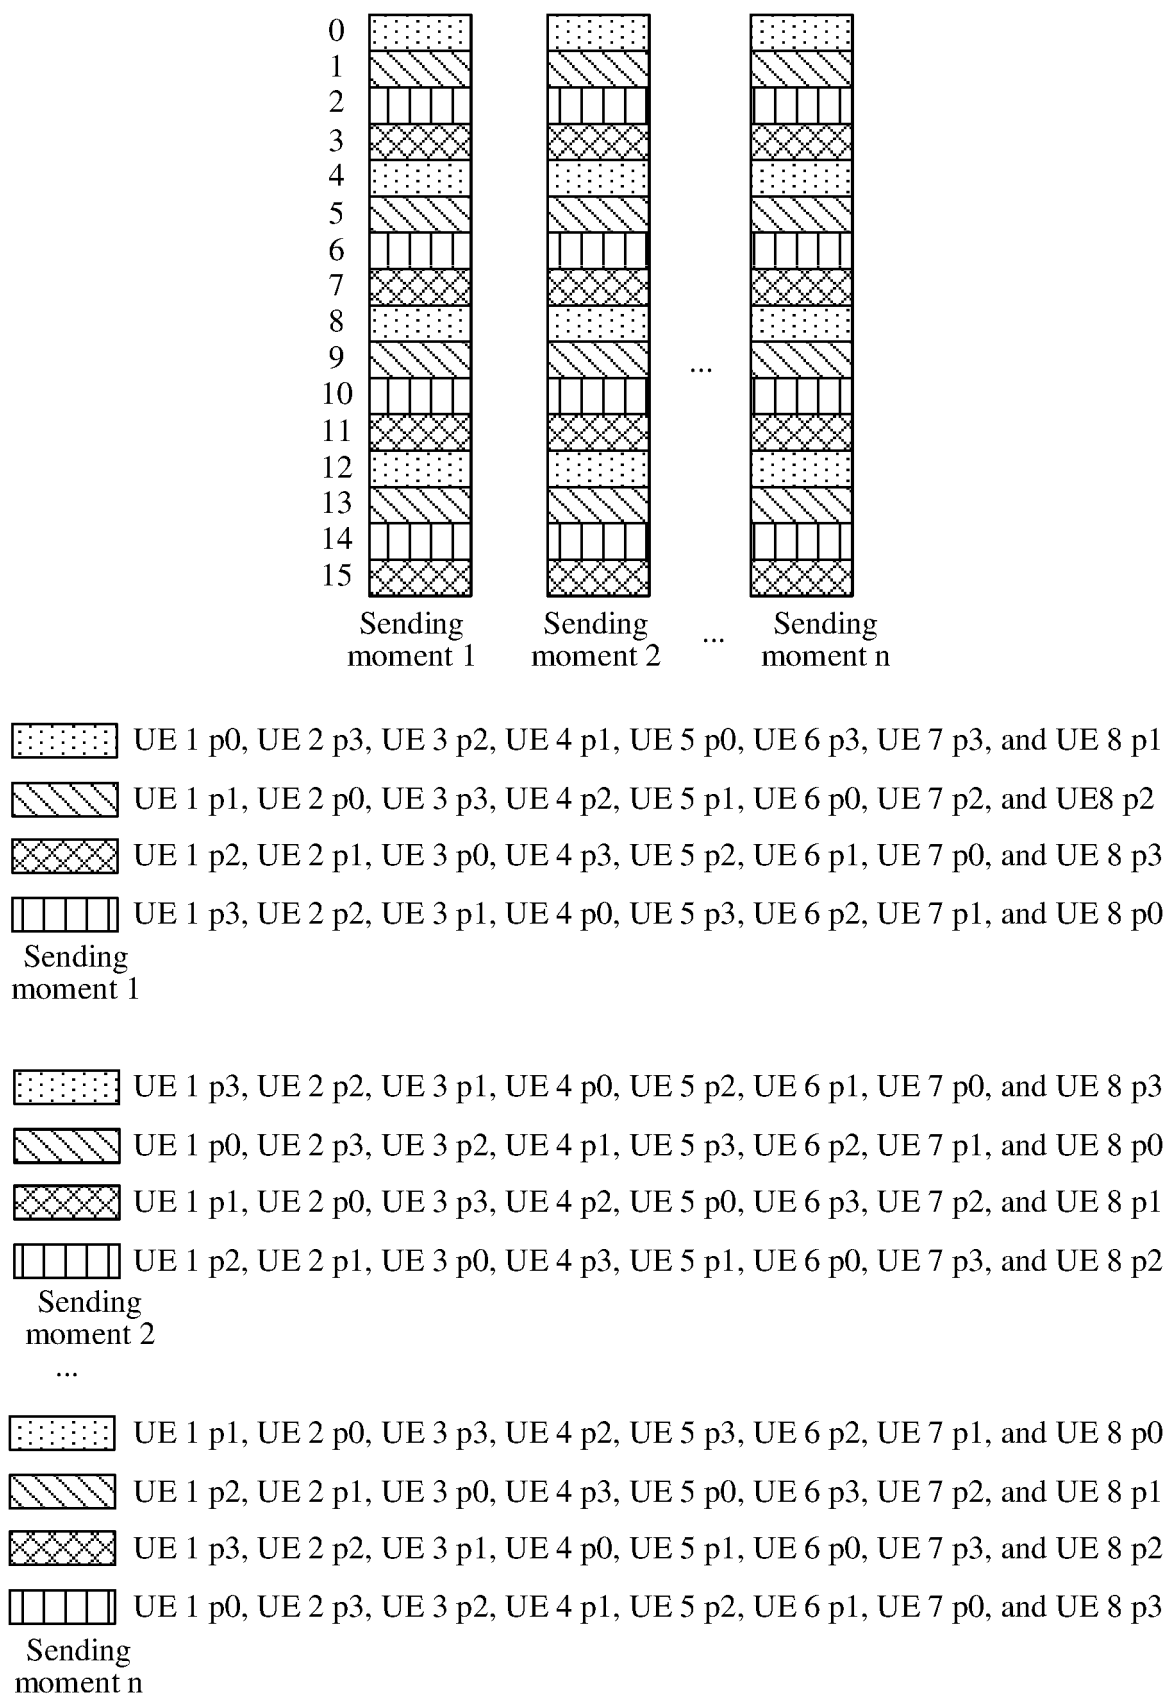 0
1
2
3
4
5
6
7
8
9
10
11
12
13
14
15
...
Sending
moment 1
Sending
moment 2
...
Sending
moment n
UE 1 p0, UE 2 p3, UE 3 p2, UE 4 p1, UE 5 p0, UE 6 p3, UE 7 p3, and UE 8 p1
UE 1 p1, UE 2 p0, UE 3 p3, UE 4 p2, UE 5 p1, UE 6 p0, UE 7 p2, and UE8 p2
UE 1 p2, UE 2 p1, UE 3 p0, UE 4 p3, UE 5 p2, UE 6 p1, UE 7 p0, and UE 8 p3
UE 1 p3, UE 2 p2, UE 3 p1, UE 4 p0, UE 5 p3, UE 6 p2, UE 7 p1, and UE 8 p0
Sending
moment 1
UE 1 p3, UE 2 p2, UE 3 p1, UE 4 p0, UE 5 p2, UE 6 p1, UE 7 p0, and UE 8 p3
UE 1 p0, UE 2 p3, UE 3 p2, UE 4 p1, UE 5 p3, UE 6 p2, UE 7 p1, and UE 8 p0
UE 1 p1, UE 2 p0, UE 3 p3, UE 4 p2, UE 5 p0, UE 6 p3, UE 7 p2, and UE 8 p1
UE 1 p2, UE 2 p1, UE 3 p0, UE 4 p3, UE 5 p1, UE 6 p0, UE 7 p3, and UE 8 p2
Sending
moment 2
...
UE 1 p1, UE 2 p0, UE 3 p3, UE 4 p2, UE 5 p3, UE 6 p2, UE 7 p1, and UE 8 p0
UE 1 p2, UE 2 p1, UE 3 p0, UE 4 p3, UE 5 p0, UE 6 p3, UE 7 p2, and UE 8 p1
UE 1 p3, UE 2 p2, UE 3 p1, UE 4 p0, UE 5 p1, UE 6 p0, UE 7 p3, and UE 8 p2
UE 1 p0, UE 2 p3, UE 3 p2, UE 4 p1, UE 5 p2, UE 6 p1, UE 7 p0, and UE 8 p3
Sending
moment n